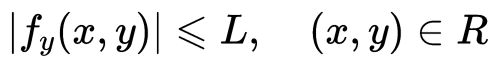 |f_y(x, y)| ⩽ L, (x, y) ∈ R